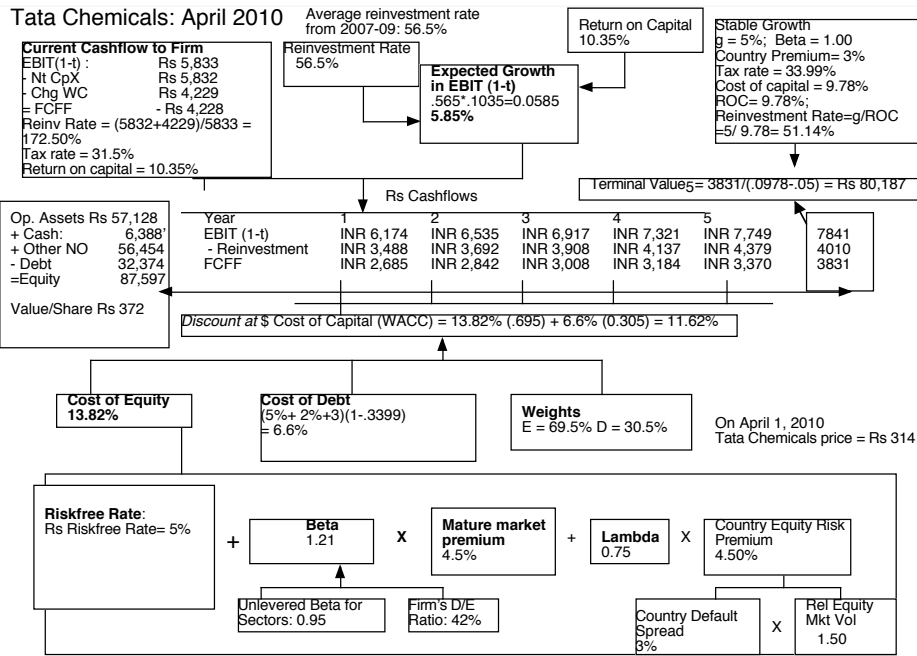 Tata Chemicals: April 2010
Average reinvestment rate
from 2007-09: 56.5%
Current Cashflow to Firm
EBIT(1-t) : Rs 5,833
- Nt CpX Rs 5,832
- Chg WC Rs 4,229
= FCFF - Rs 4,228
Reinv Rate = (5832+4229)/5833 =
172.50%
Tax rate = 31.5%
Return on capital = 10.35%
Reinvestment Rate
56.5%
Expected Growth
in EBIT (1-t)
.565*.1035=0.0585
5.85%
Return on Capital
10.35%
Stable Growth
g = 5%; Beta = 1.00
Country Premium= 3%
Tax rate = 33.99%
Cost of capital = 9.78%
ROC= 9.78%;
Reinvestment Rate=g/ROC
=5/ 9.78= 51.14%
Terminal Value5= 3831/(.0978-.05) = Rs 80,187
Rs Cashflows
Op. Assets Rs 57,128
+ Cash: 6,388'
+ Other NO 56,454
- Debt 32,374
=Equity 87,597
Value/Share Rs 372
Year 1 2 3 4 5
EBIT (1-t) INR 6,174 INR 6,535 INR 6,917 INR 7,321 INR 7,749 7841
- Reinvestment INR 3,488 INR 3,692 INR 3,908 INR 4,137 INR 4,379 4010
FCFF INR 2,685 INR 2,842 INR 3,008 INR 3,184 INR 3,370 3831
Discount at $ Cost of Capital (WACC) = 13.82% (.695) + 6.6% (0.305) = 11.62%
Cost of Equity
13.82%
Cost of Debt
(5%+ 2%+3)(1-.3399)
= 6.6%
Weights
E = 69.5% D = 30.5%
On April 1, 2010
Tata Chemicals price = Rs 314
Riskfree Rate:
Rs Riskfree Rate= 5%
+
Beta
1.21
X
Mature market
premium
4.5%
+
Lambda
0.75
X
Country Equity Risk
Premium
4.50%
Unlevered Beta for
Sectors: 0.95
Firm's D/E
Ratio: 42%
Country Default
Spread
3%
X
Rel Equity
Mkt Vol
1.50